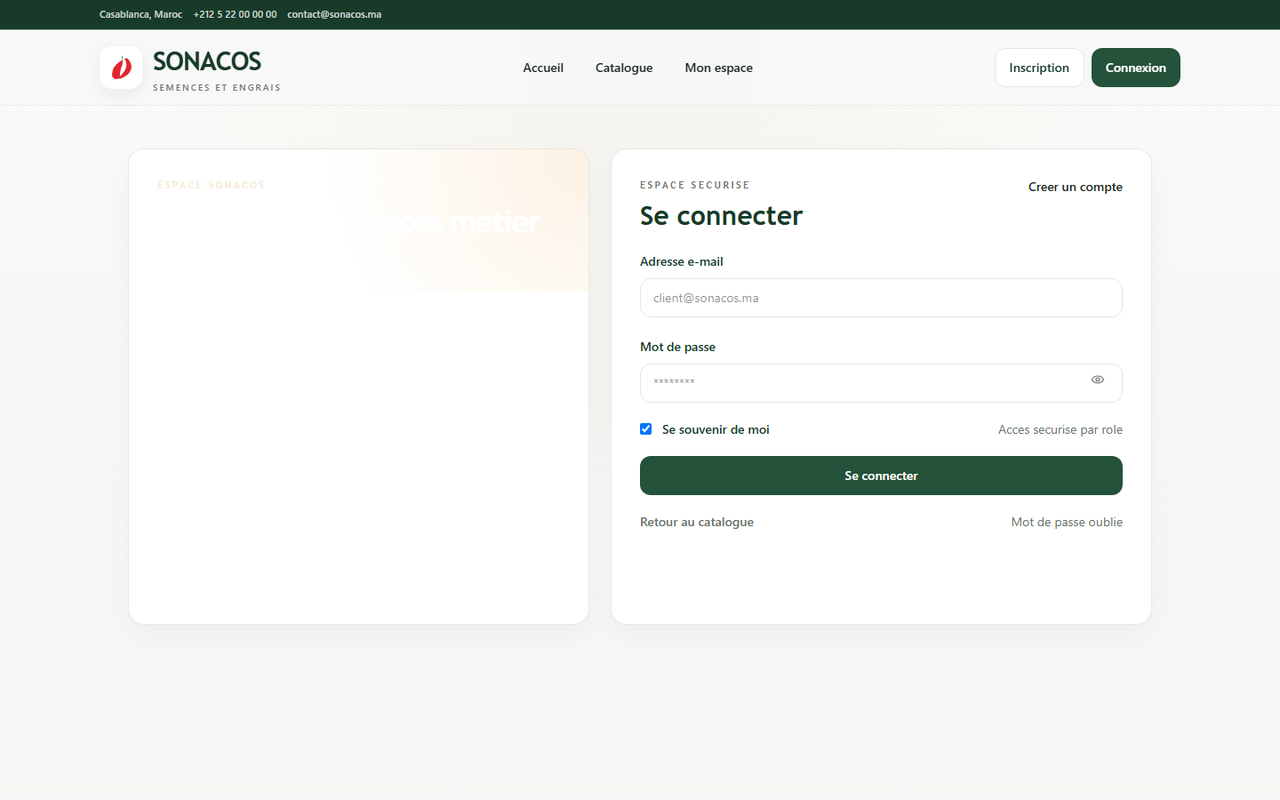 Casablanca, Maroc +212 5 22 00 00 00 contact@sonacos.ma
SONACOS
SEMENCES ET ENGRAIS
Accueil Catalogue Mon espace
Inscription Connexion
ESPACE SONACOS
metier
ESPACE SECURISE
Creer un compte
Se connecter
Adresse e-mail
client@sonacos.ma
Mot de passe
********
Se souvenir de moi
Acces securise par role
Se connecter
Retour au catalogue
Mot de passe oublie